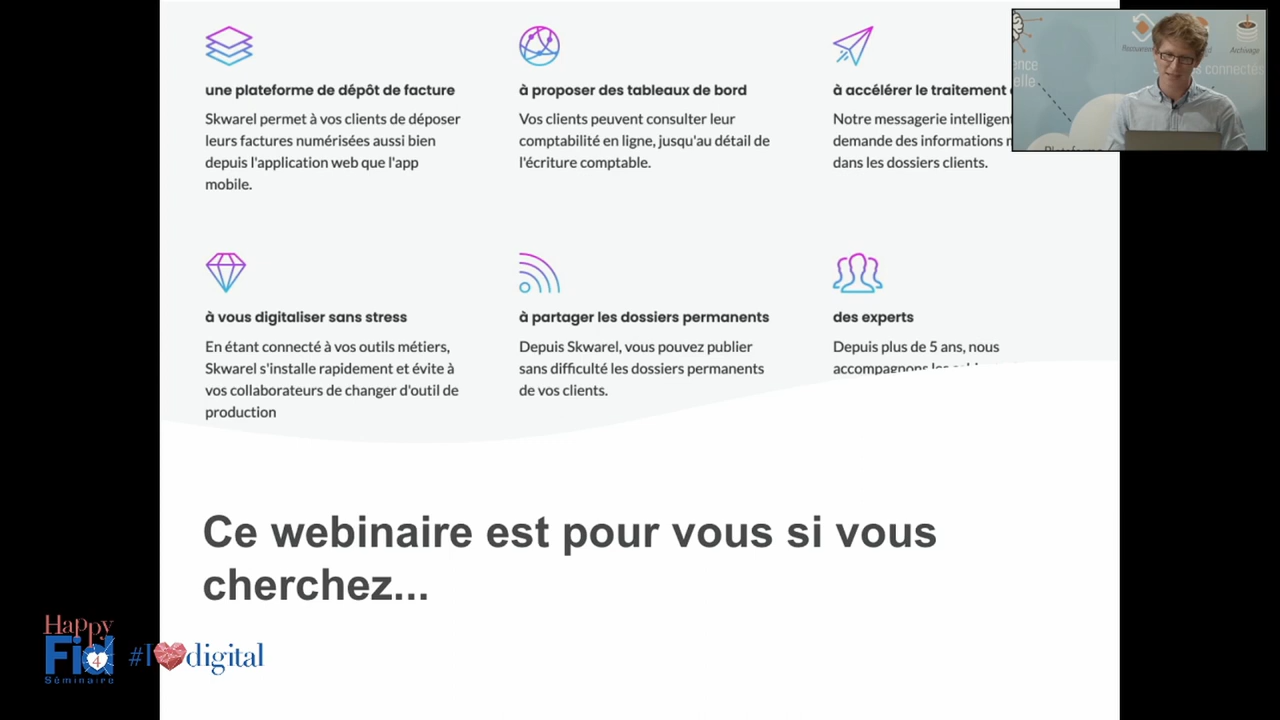 une plateforme de dépôt de facture
Skwarel permet à vos clients de déposer
leurs factures numérisées aussi bien
depuis l'application web que l'app
mobile.
à proposer des tableaux de bord
Vos clients peuvent consulter leur
comptabilité en ligne, jusqu'au détail de
l'écriture comptable.
à accélérer le traitement
Notre messagerie intelligent
demande des informations
dans les dossiers clients.
Archivage
connectés
à vous digitaliser sans stress
En étant connecté à vos outils métiers,
Skwarel s'installe rapidement et évite à
vos collaborateurs de changer d'outil de
production
à partager les dossiers permanents
Depuis Skwarel, vous pouvez publier
sans difficulté les dossiers permanents
de vos clients.
des experts
Depuis plus de 5 ans, nous
accompagnons les
Ce webinaire est pour vous si vous
cherchez...
Happy
Fid
4
Séminaire
#I digital